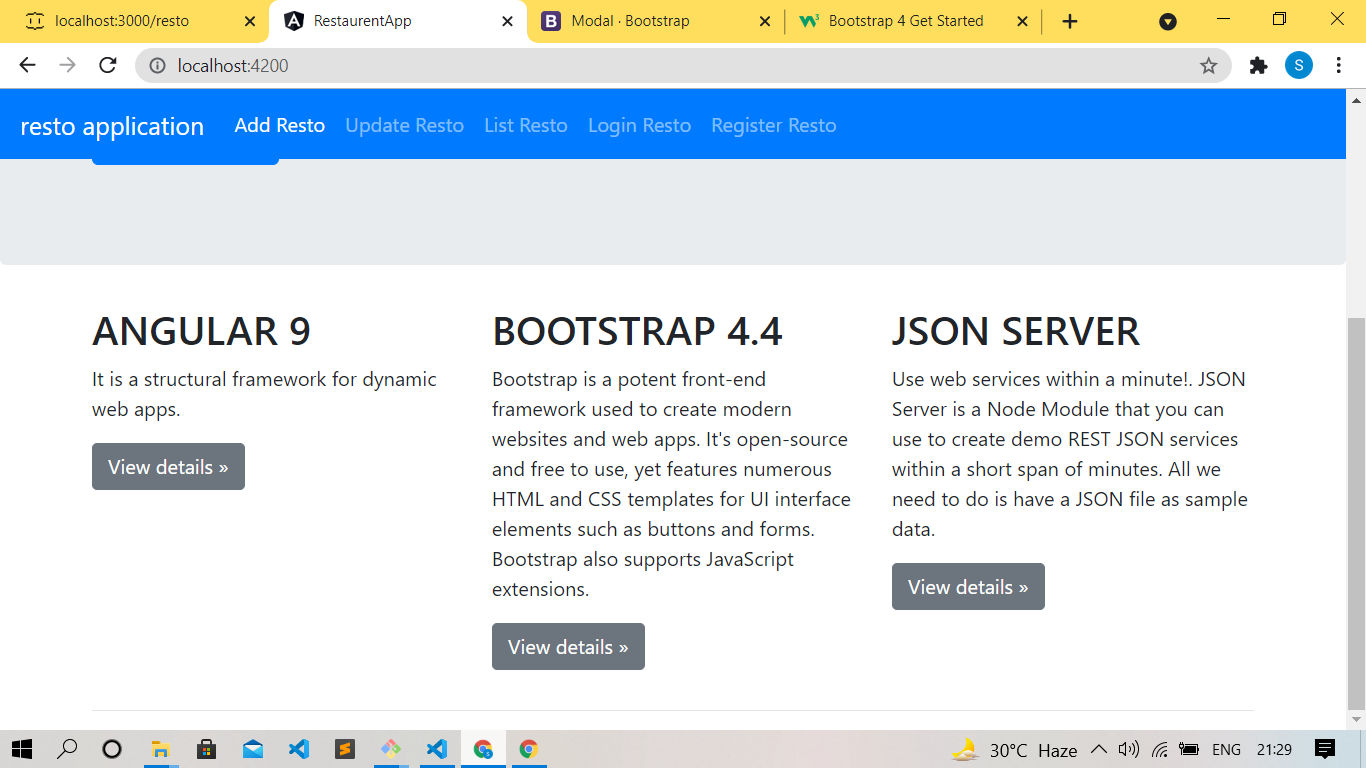 localhost:3000/resto
RestaurentApp
Modal · Bootstrap
Bootstrap 4 Get Started
localhost:4200
S
resto application
Add Resto
Update Resto
List Resto
Login Resto
Register Resto
ANGULAR 9
It is a structural framework for dynamic
web apps.
View details »
BOOTSTRAP 4.4
Bootstrap is a potent front-end
framework used to create modern
websites and web apps. It's open-source
and free to use, yet features numerous
HTML and CSS templates for UI interface
elements such as buttons and forms.
Bootstrap also supports JavaScript
extensions.
View details »
JSON SERVER
Use web services within a minute!. JSON
Server is a Node Module that you can
use to create demo REST JSON services
within a short span of minutes. All we
need to do is have a JSON file as sample
data.
View details »
30°C Haze
ENG
21:29